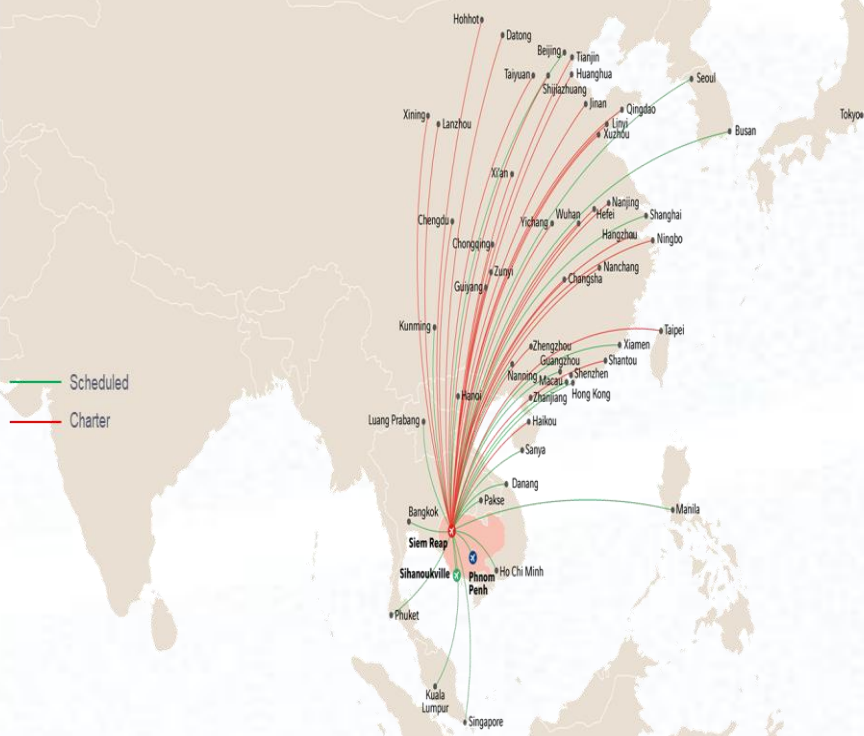 Hohhot
Datong
Beijing
Tianjin
Taiyuan
Huanghua
Shijiazhuang
Seoul
Jinan
Qingdao
Xining
Lanzhou
Linyi
Xuzhou
Tokyo
Busan
Xi'an
Nanjing
Hefei
Shanghai
Chengdu
Yichang
Wuhan
Hangzhou
Ningbo
Chongqing
Zunyi
Nanchang
Guiyang
Changsha
Kunming
Taipei
Zhengzhou
Xiamen
Guangzhou
Shantou
Nanning
Shenzhen
Macau
Scheduled
Hanoi
Zhanjiang
Hong Kong
Charter
Luang Prabang
Haikou
Sanya
Danang
Pakse
Bangkok
Manila
Siem Reap
Sihanoukville
Phnom
Penh
Ho Chi Minh
Phuket
Kuala
Lumpur
Singapore